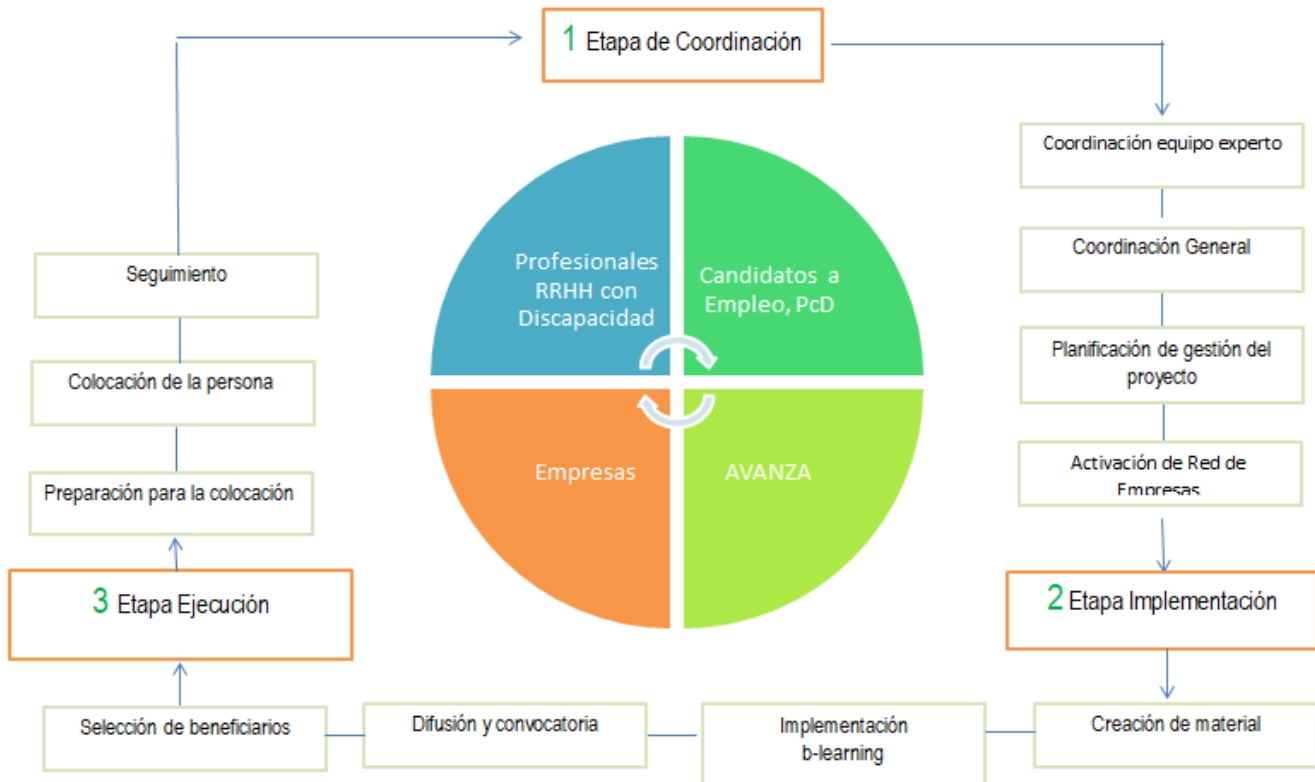 1 Etapa de Coordinación
Coordinación equipo experto
Coordinación General
Planificación de gestión del
proyecto
Activación de Red de
Empresas
2 Etapa Implementación
Creación de material
Implementación
b-learning
Difusión y convocatoria
Selección de beneficiarios
3 Etapa Ejecución
Preparación para la colocación
Colocación de la persona
Seguimiento
Profesionales
RRHH con
Discapacidad
Candidatos a
Empleo, PcD
Empresas
AVANZA